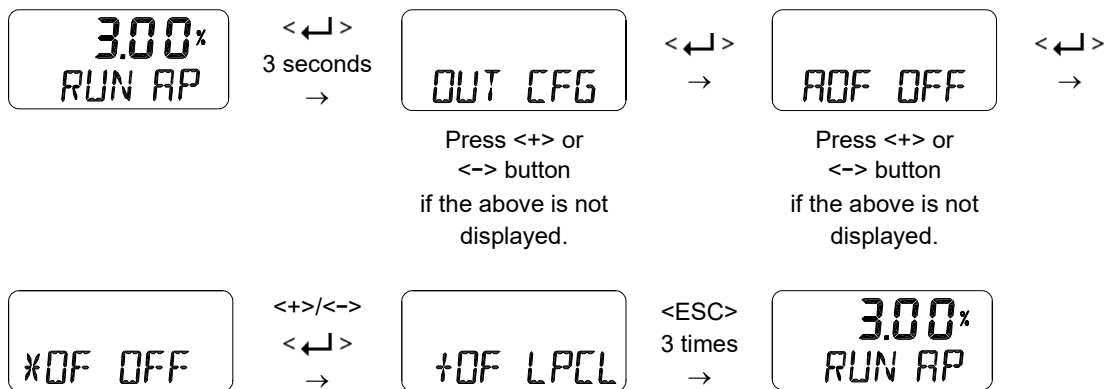 3.00%
RUN AP
<↵>
3 seconds
→
OUT CFG
Press <+> or
<−> button
if the above is not
displayed.
<↵>
→
AOF OFF
Press <+> or
<−> button
if the above is not
displayed.
<↵>
→
*OF OFF
<+>/<−>
<↵>
→
+OF LPCL
<ESC>
3 times
→
3.00%
RUN AP